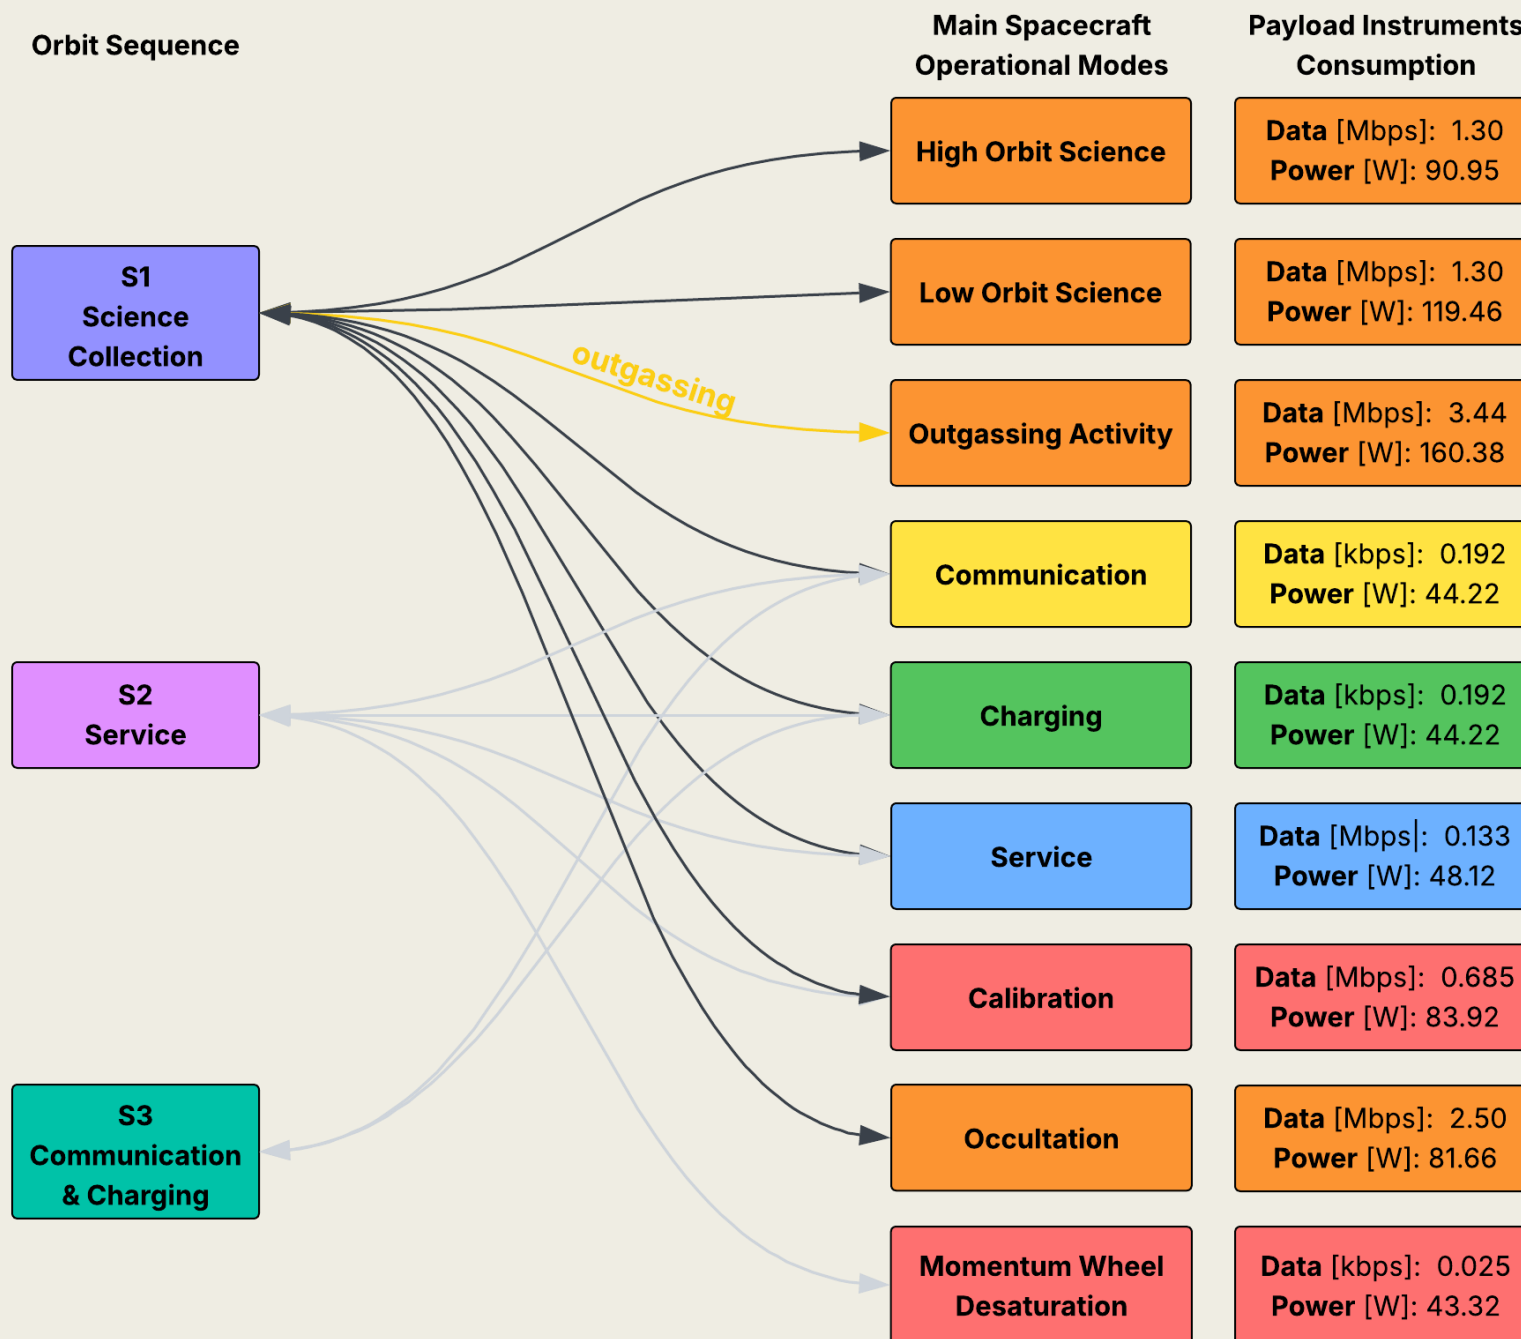 Orbit Sequence
Main Spacecraft
Operational Modes
Payload Instruments
Consumption
S1
Science
Collection
S2
Service
S3
Communication
& Charging
outgassing
High Orbit Science
Data [Mbps]: 1.30
Power [W]: 90.95
Low Orbit Science
Data [Mbps]: 1.30
Power [W]: 119.46
Outgassing Activity
Data [Mbps]: 3.44
Power [W]: 160.38
Communication
Data [kbps]: 0.192
Power [W]: 44.22
Charging
Data [kbps]: 0.192
Power [W]: 44.22
Service
Data [Mbps|: 0.133
Power [W]: 48.12
Calibration
Data [Mbps]: 0.685
Power [W]: 83.92
Occultation
Data [Mbps]: 2.50
Power [W]: 81.66
Momentum Wheel
Desaturation
Data [kbps]: 0.025
Power [W]: 43.32